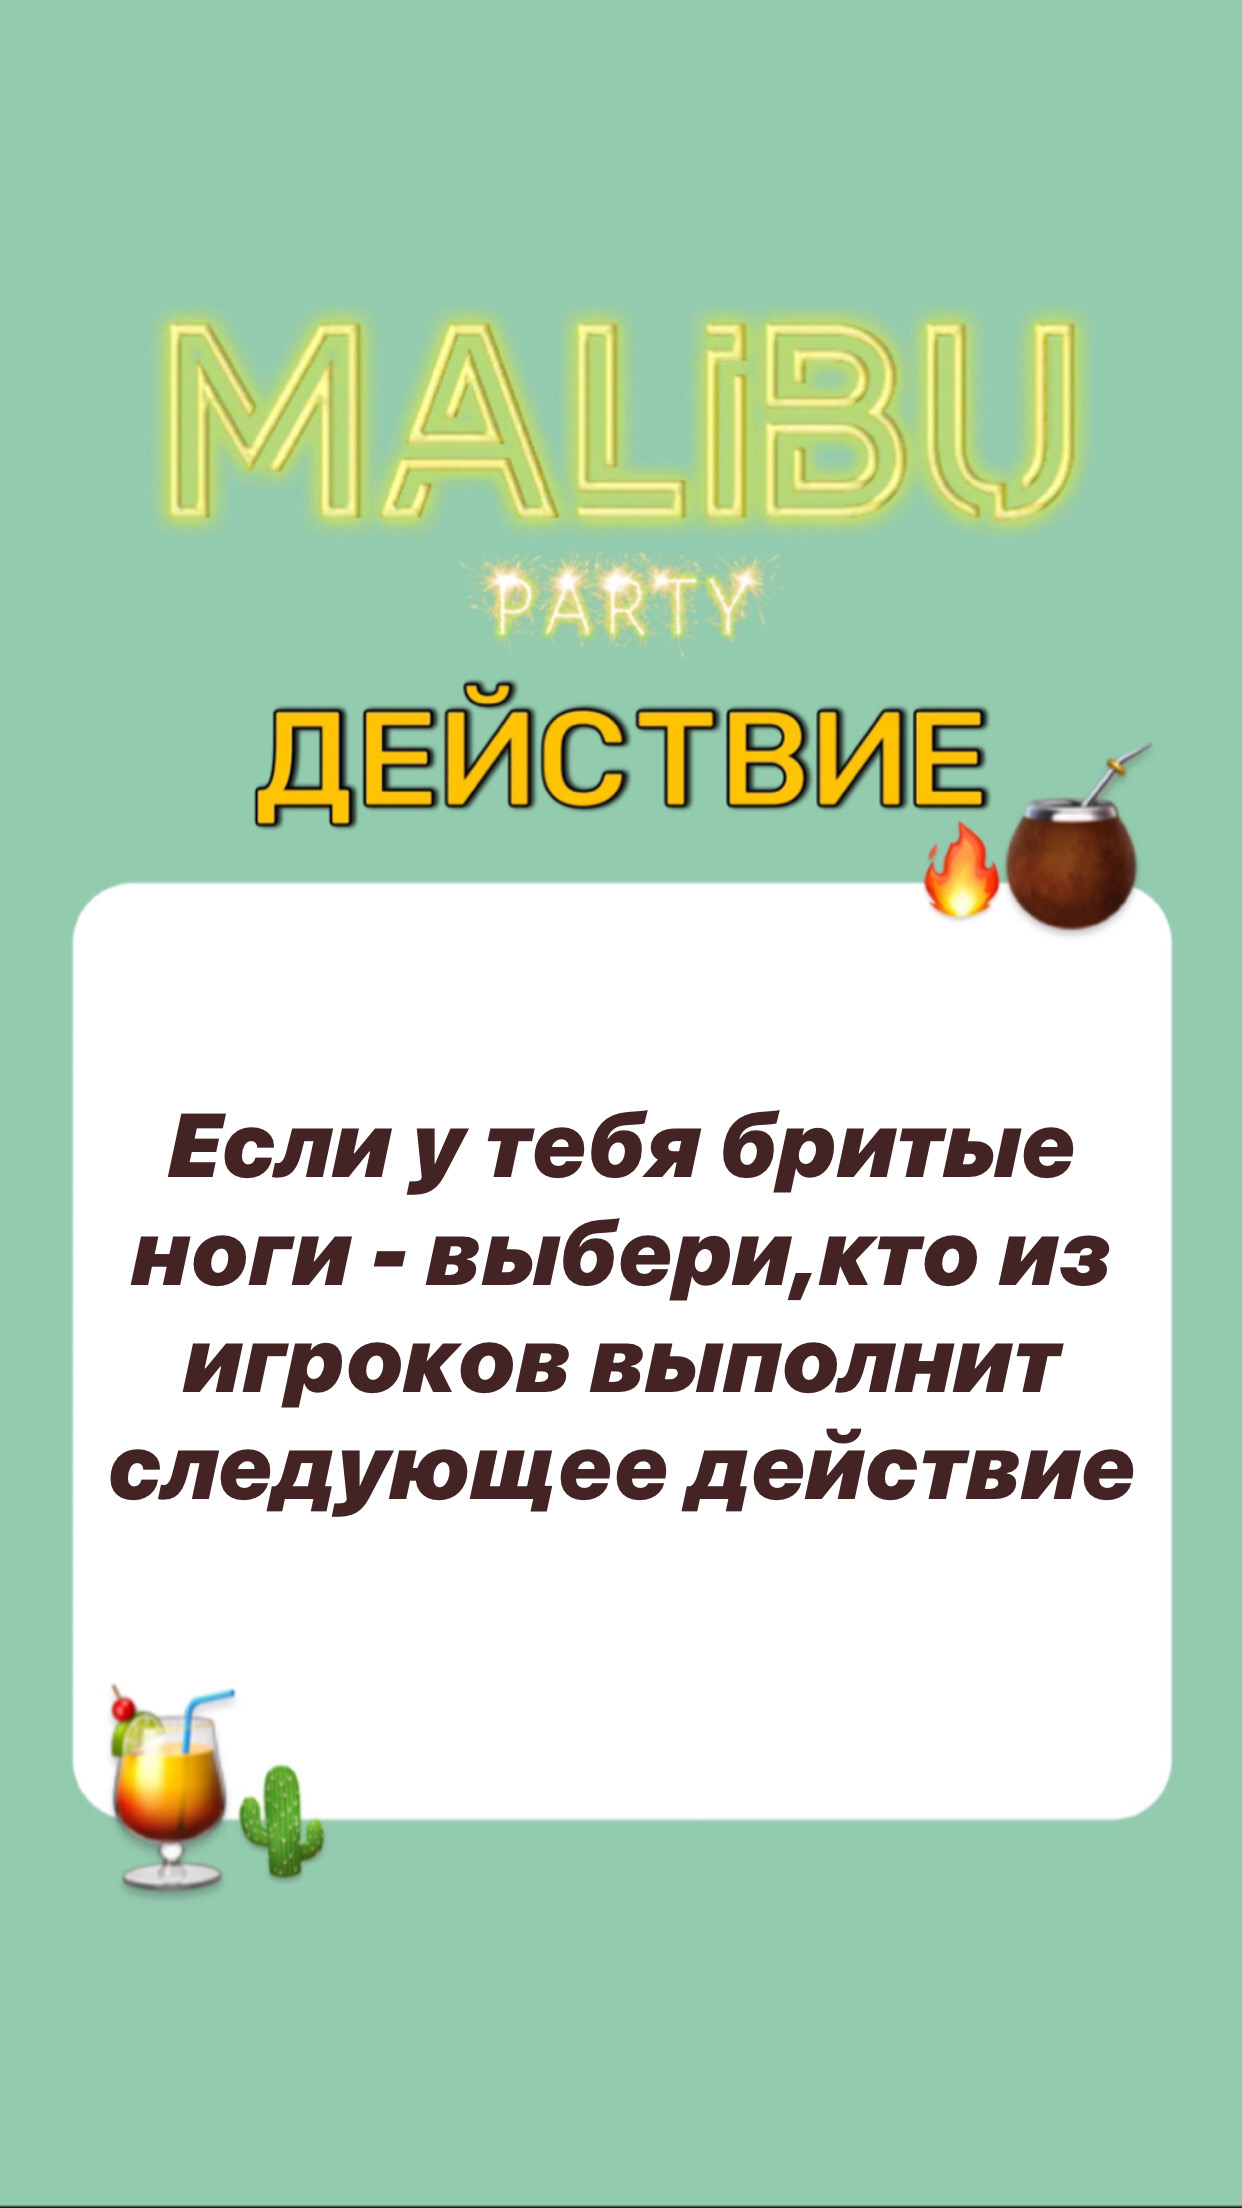 MALiBU
PARTY
ДЕЙСТВИЕ
Если у тебя бритые
ноги - выбери,кто из
игроков выполнит
следующее действие